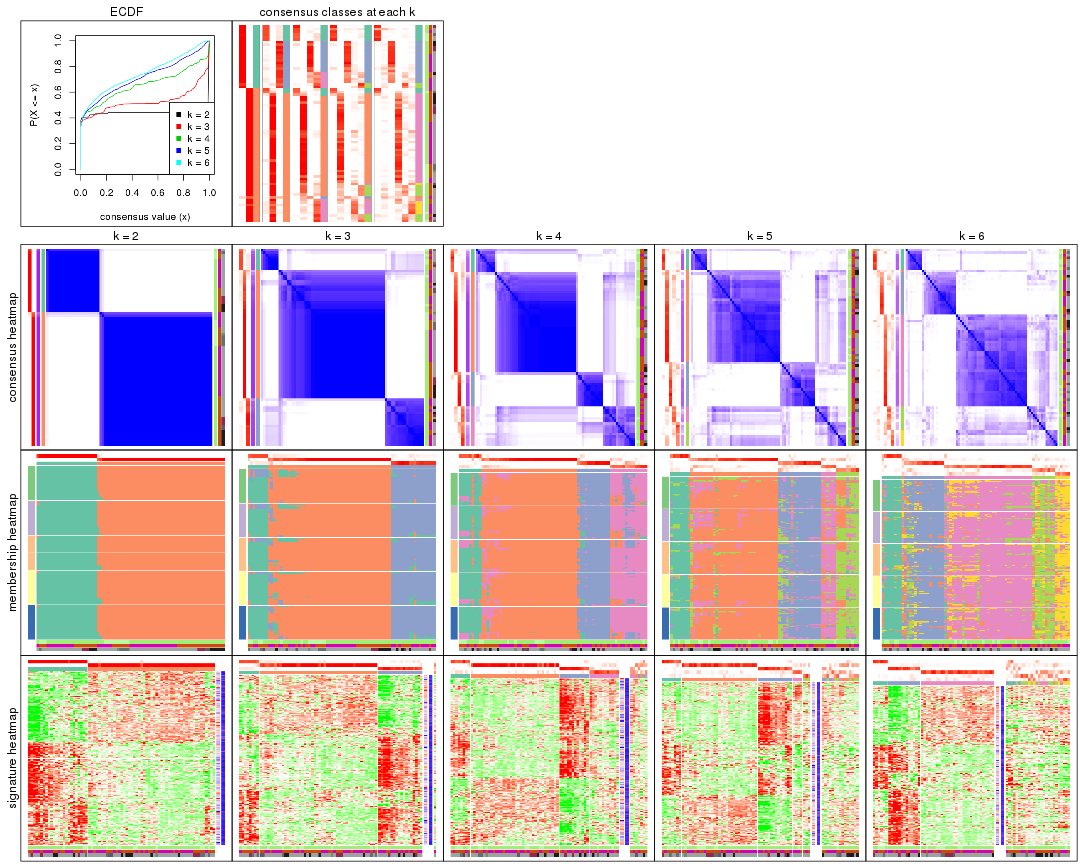 ECDF
consensus classes at each k
P(X <= x)
0.0 0.2 0.4 0.6 0.8 1.0
k = 2
k = 3
k = 4
k = 5
k = 6
0.0 0.2 0.4 0.6 0.8 1.0
consensus value (x)
k = 2
k = 3
k = 4
k = 5
k = 6
consensus heatmap
membership heatmap
signature heatmap